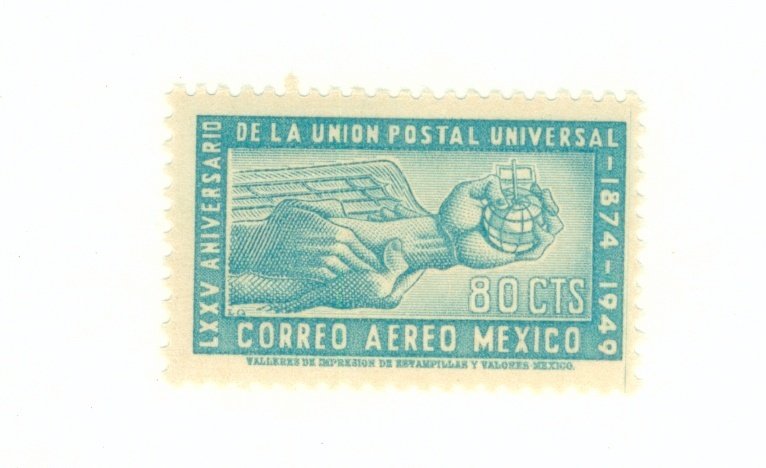 LXXV ANIVERSARIO
DE LA UNION POSTAL UNIVERSAL
-1874-1949
80 CTS
CORREO AEREO MEXICO
TALLERES DE IMPRESION DE ESTAMPILLAS Y VALORES-MEXICO.